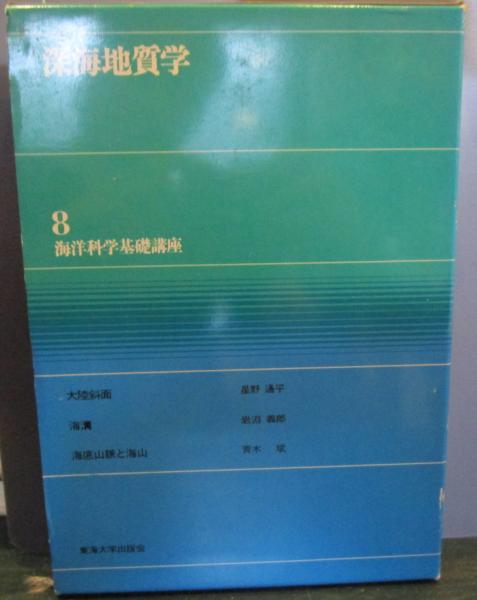 深海地質学
8
海洋科学基礎講座
大陸斜面 星野 通平
海溝 岩淵 義郎
海底山脈と海山 青木 斌
東海大学出版会